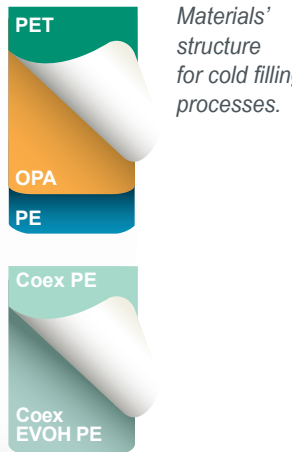 PET
OPA
PE
Materials'
structure
for cold filling
processes.
Coex PE
Coex
EVOH PE